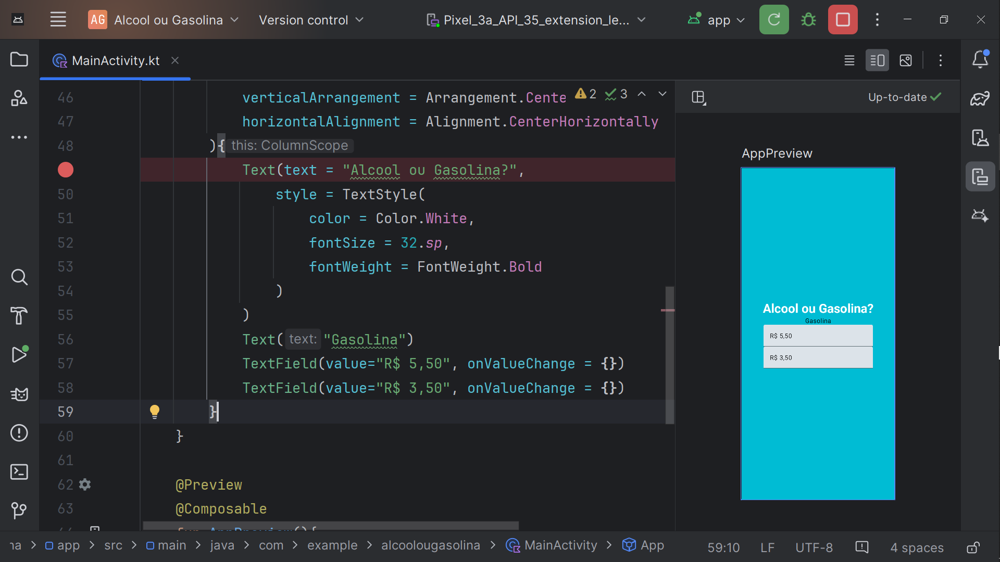 AG Alcool ou Gasolina Version control Pixel_3a_API_35_extension_le... app
MainActivity.kt
46 verticalArrangement = Arrangement.Cente 2 3
47 horizontalAlignment = Alignment.CenterHorizontally
48 ){ this: ColumnScope
Text(text = "Alcool ou Gasolina?",
50 style = TextStyle(
51 color = Color.White,
52 fontSize = 32.sp,
53 fontWeight = FontWeight.Bold
54 )
55 )
56 Text( text: "Gasolina")
57 TextField(value="R$ 5,50", onValueChange = {})
58 TextField(value="R$ 3,50", onValueChange = {})
59 }
60 }
61
62 @Preview
63 @Composable
Up-to-date
AppPreview
Alcool ou Gasolina?
Gasolina
R$ 5,50
R$ 3,50
na > app > src > main > java > com > example > alcoolougasolina > MainActivity > App 59:10 LF UTF-8 4 spaces